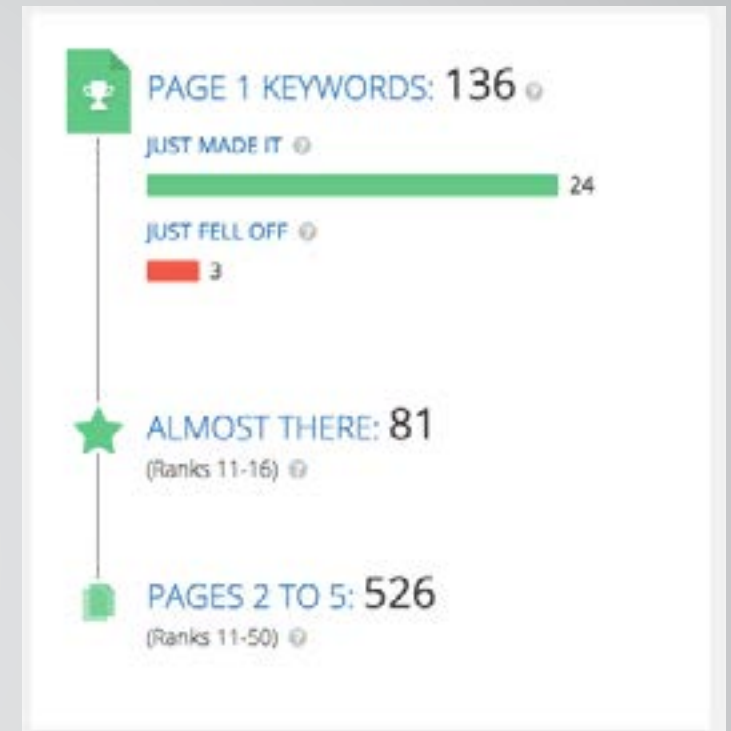 PAGE 1 KEYWORDS: 136 ?
JUST MADE IT ?
24
JUST FELL OFF ?
3
ALMOST THERE: 81
(Ranks 11-16) ?
PAGES 2 TO 5: 526
(Ranks 11-50) ?